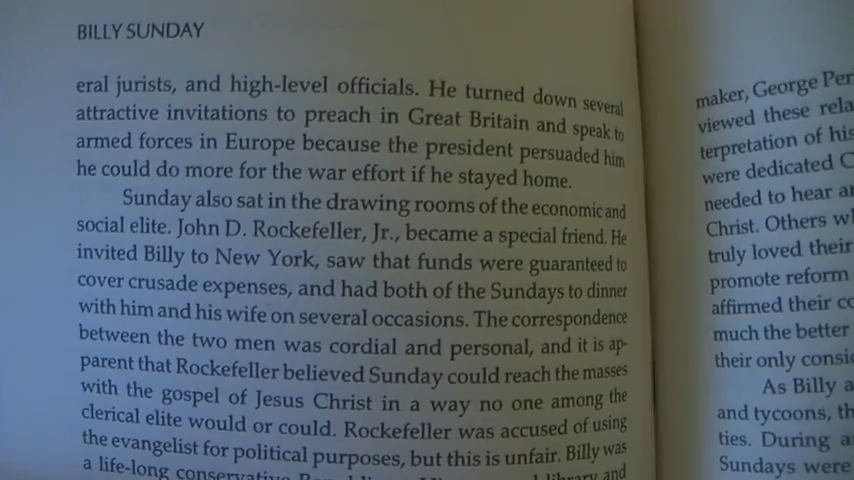 BILLY SUNDAY
eral jurists, and high-level officials. He turned down several
attractive invitations to preach in Great Britain and speak to
armed forces in Europe because the president persuaded him
he could do more for the war effort if he stayed home.
Sunday also sat in the drawing rooms of the economic and
social elite. John D. Rockefeller, Jr., became a special friend. He
invited Billy to New York, saw that funds were guaranteed to
cover crusade expenses, and had both of the Sundays to dinner
with him and his wife on several occasions. The correspondence
between the two men was cordial and personal, and it is ap-
parent that Rockefeller believed Sunday could reach the masses
with the gospel of Jesus Christ in a way no one among the
clerical elite would or could. Rockefeller was accused of using
the evangelist for political purposes, but this is unfair. Billy was
a life-long conservative library and
maker, George
viewed these
terpretation of his
were dedicated
needed to hear
Christ. Others
truly loved their
promote reform
affirmed their
much the better
their only
As Billy
and tycoons,
ties. During
Sundays were